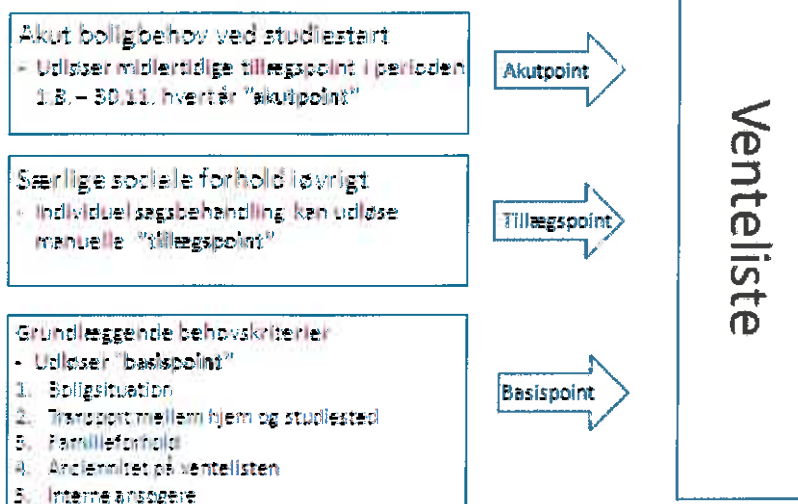 Akut boligbehov ved studiestart
- Udløser midlertidige tillægspoint i perioden
1.8. – 30.11. hvert år "akutpoint"
Akutpoint
Særlige sociale forhold iøvrigt
- Individuel sagsbehandling kan udløse
manuelle "tillægspoint"
Tillægspoint
Grundlæggende behovskriterier
- Udløser "basispoint"
1. Boligsituation
2. Transport mellem hjem og studiested
3. Familieforhold
4. Anciennitet på ventelisten
5. Interne ansøgere
Basispoint
Venteliste